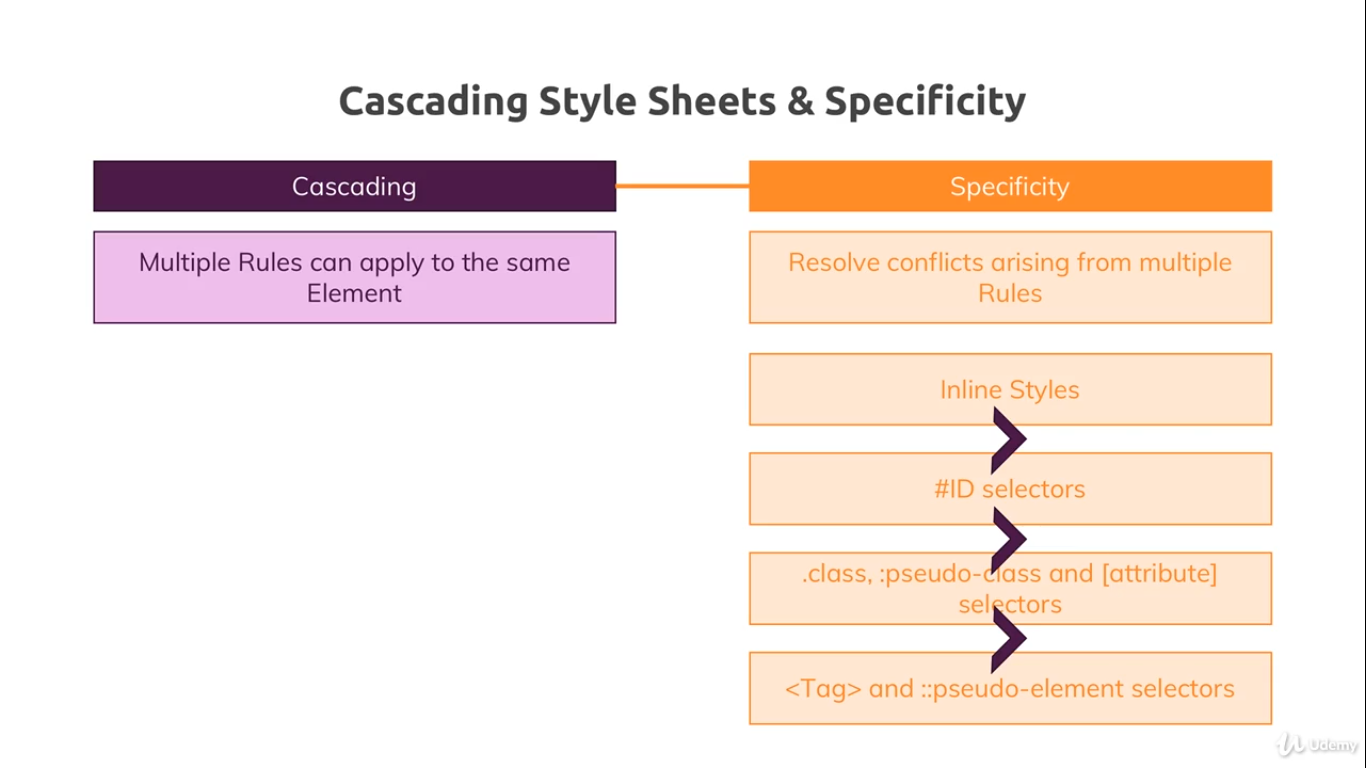 Cascading Style Sheets & Specificity
Cascading
Multiple Rules can apply to the same
Element
Specificity
Resolve conflicts arising from multiple
Rules
Inline Styles
#ID selectors
.class, :pseudo-class and [attribute]
selectors
<Tag> and ::pseudo-element selectors
Udemy